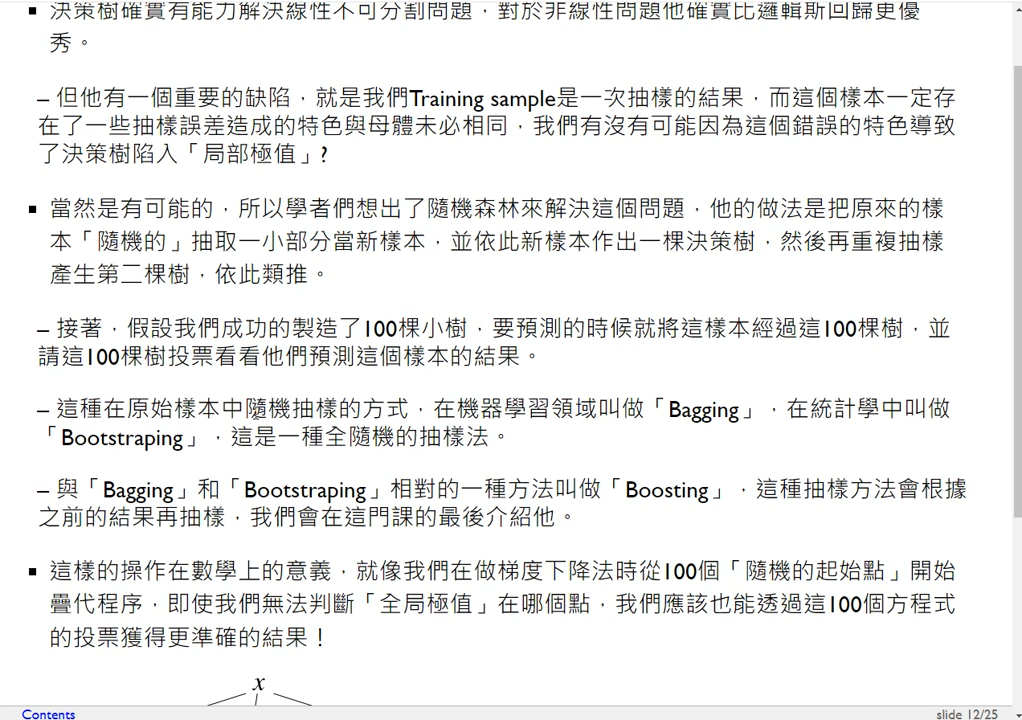 決策樹確實有能力解決線性不可分割問題，對於非線性問題他確實比邏輯斯回歸更優
秀。
– 但他有一個重要的缺陷，就是我們Training sample是一次抽樣的結果，而這個樣本一定存
在了一些抽樣誤差造成的特色與母體未必相同，我們有沒有可能因為這個錯誤的特色導致
了決策樹陷入「局部極值」?
▪ 當然是有可能的，所以學者們想出了隨機森林來解決這個問題，他的做法是把原來的樣
本「隨機的」抽取一小部分當新樣本，並依此新樣本作出一棵決策樹，然後再重複抽樣
產生第二棵樹，依此類推。
– 接著，假設我們成功的製造了100棵小樹，要預測的時候就將這樣本經過這100棵樹，並
請這100棵樹投票看看他們預測這個樣本的結果。
– 這種在原始樣本中隨機抽樣的方式，在機器學習領域叫做「Bagging」，在統計學中叫做
「Bootstraping」，這是一種全隨機的抽樣法。
– 與「Bagging」和「Bootstraping」相對的一種方法叫做「Boosting」，這種抽樣方法會根據
之前的結果再抽樣，我們會在這門課的最後介紹他。
▪ 這樣的操作在數學上的意義，就像我們在做梯度下降法時從100個「隨機的起始點」開始
疊代程序，即使我們無法判斷「全局極值」在哪個點，我們應該也能透過這100個方程式
的投票獲得更準確的結果！
x
Contents
slide 12/25